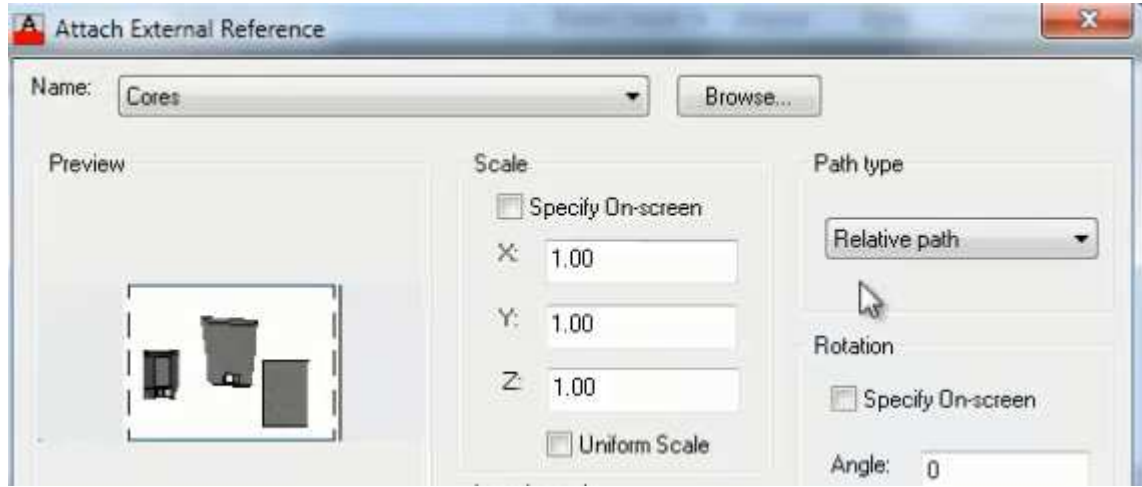 Attach External Reference
Name:
Cores
Browse...
Preview
Scale
Specify On-screen
X:
1.00
Y:
1.00
Z:
1.00
Uniform Scale
Path type
Relative path
Rotation
Specify On-screen
Angle:
0